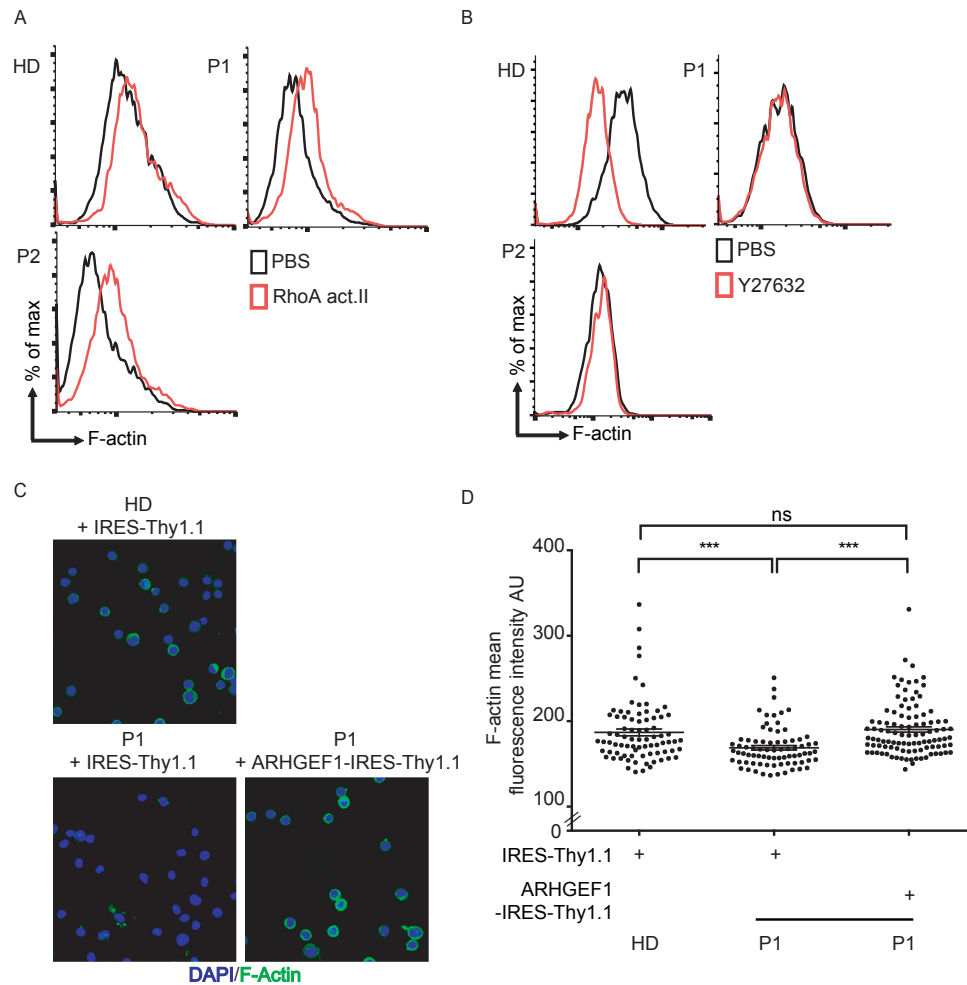 A
HD
P1
P2
PBS
RhoA act.II
% of max
F-actin
B
HD
P1
P2
PBS
Y27632
% of max
F-actin
C
HD
+ IRES-Thy1.1
P1
+ IRES-Thy1.1
P1
+ ARHGEF1-IRES-Thy1.1
DAPI/F-Actin
D
ns
*** ***
400
300
200
100
0
F-actin mean
fluorescence intensity AU
IRES-Thy1.1 + +
ARHGEF1
-IRES-Thy1.1 +
HD P1 P1